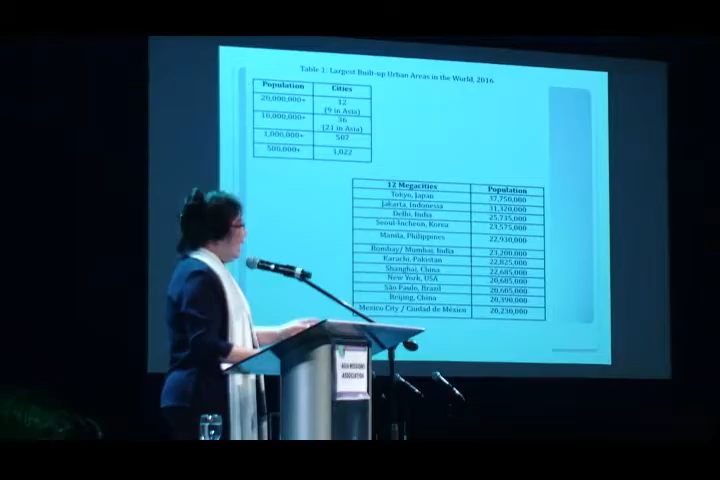 Table 1: Largest Built-up Urban Areas in the World, 2016
Population Cities
20,000,000+ 12
(9 in Asia)
10,000,000+ 36
(23 in Asia)
1,000,000+ 507
500,000+ 1,022
12 Megacities Population
Tokyo, Japan 37,750,000
Jakarta, Indonesia 31,320,000
Delhi, India 25,735,000
Seoul-Incheon, Korea 23,575,000
Manila, Philippines 22,930,000
Bombay/ Mumbai, India 23,200,000
Karachi, Pakistan 22,825,000
Shanghai, China 22,685,000
New York, USA 20,685,000
São Paulo, Brazil 20,605,000
Beijing, China 20,390,000
Mexico City / Ciudad de México 20,230,000
ASIA MISSIONS
ASSOCIATION